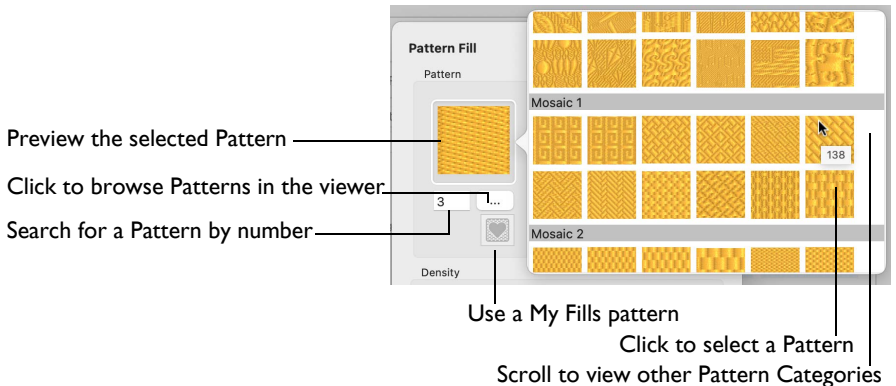 Pattern Fill
Pattern
Mosaic 1
Preview the selected Pattern
138
Click to browse Patterns in the viewer
3
...
Search for a Pattern by number
Mosaic 2
Density
Use a My Fills pattern
Click to select a Pattern
Scroll to view other Pattern Categories